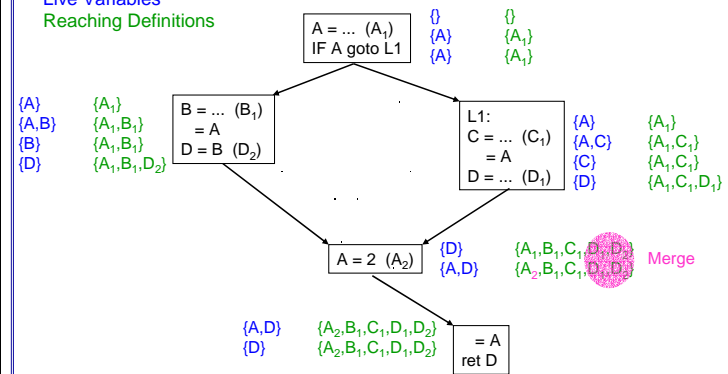 Live Variables
Reaching Definitions
A = ... (A₁)
IF A goto L1
{} {}
{A} {A₁}
{A} {A₁}
{A} {A₁}
{A,B} {A₁,B₁}
{B} {A₁,B₁}
{D} {A₁,B₁,D₂}
B = ... (B₁)
= A
D = B (D₂)
L1:
C = ... (C₁)
= A
D = ... (D₁)
{A} {A₁}
{A,C} {A₁,C₁}
{C} {A₁,C₁}
{D} {A₁,C₁,D₁}
A = 2 (A₂)
{D} {A₁,B₁,C₁,D₁,D₂}
{A,D} {A₂,B₁,C₁,D₁,D₂}
Merge
{A,D} {A₂,B₁,C₁,D₁,D₂}
{D} {A₂,B₁,C₁,D₁,D₂}
= A
ret D